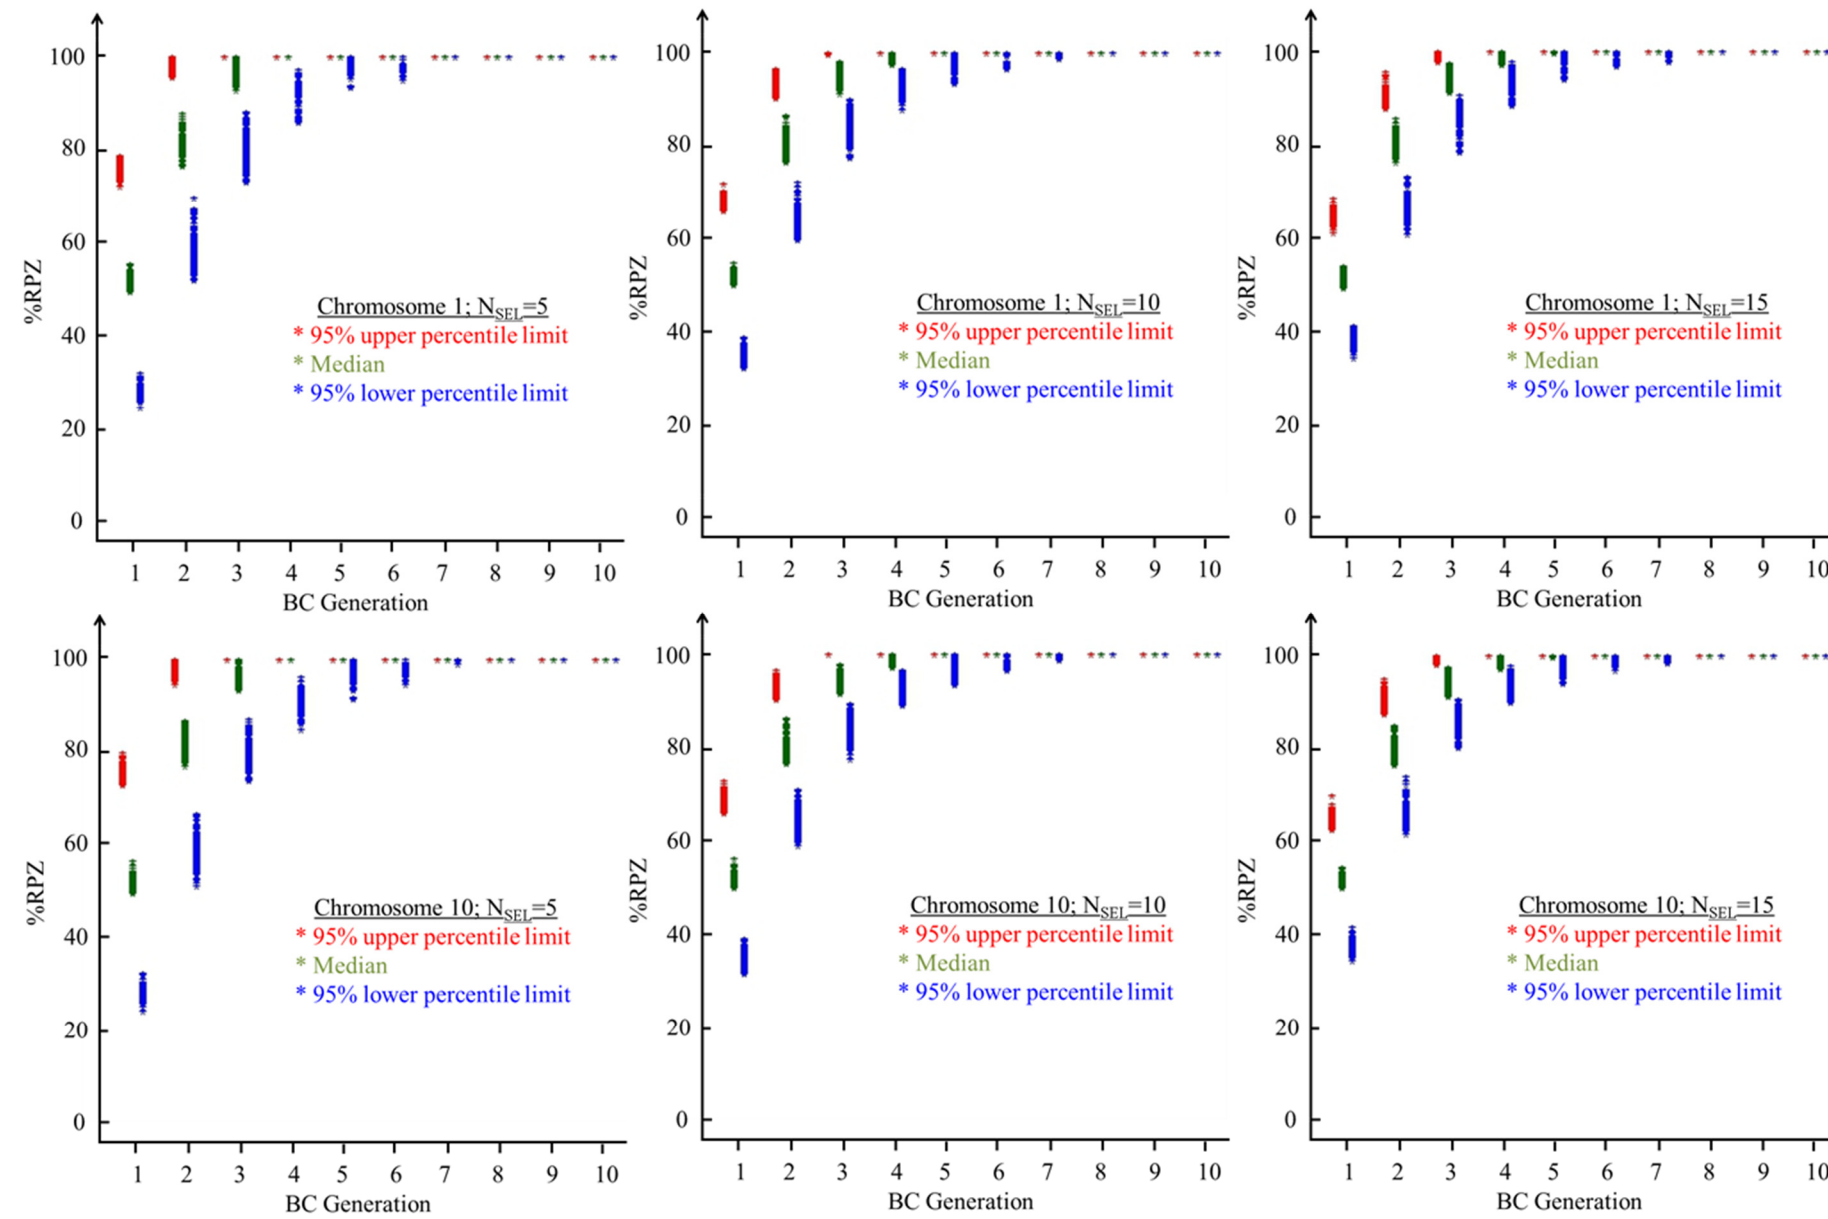 100
80
60
40
20
0
%RPZ
Chromosome 1; NSEL=5
* 95% upper percentile limit
* Median
* 95% lower percentile limit
1 2 3 4 5 6 7 8 9 10
BC Generation
100
80
60
40
20
0
%RPZ
Chromosome 1; NSEL=10
* 95% upper percentile limit
* Median
* 95% lower percentile limit
1 2 3 4 5 6 7 8 9 10
BC Generation
100
80
60
40
20
0
%RPZ
Chromosome 1; NSEL=15
* 95% upper percentile limit
* Median
* 95% lower percentile limit
1 2 3 4 5 6 7 8 9 10
BC Generation
100
80
60
40
20
0
%RPZ
Chromosome 10; NSEL=5
* 95% upper percentile limit
* Median
* 95% lower percentile limit
1 2 3 4 5 6 7 8 9 10
BC Generation
100
80
60
40
20
0
%RPZ
Chromosome 10; NSEL=10
* 95% upper percentile limit
* Median
* 95% lower percentile limit
1 2 3 4 5 6 7 8 9 10
BC Generation
100
80
60
40
20
0
%RPZ
Chromosome 10; NSEL=15
* 95% upper percentile limit
* Median
* 95% lower percentile limit
1 2 3 4 5 6 7 8 9 10
BC Generation